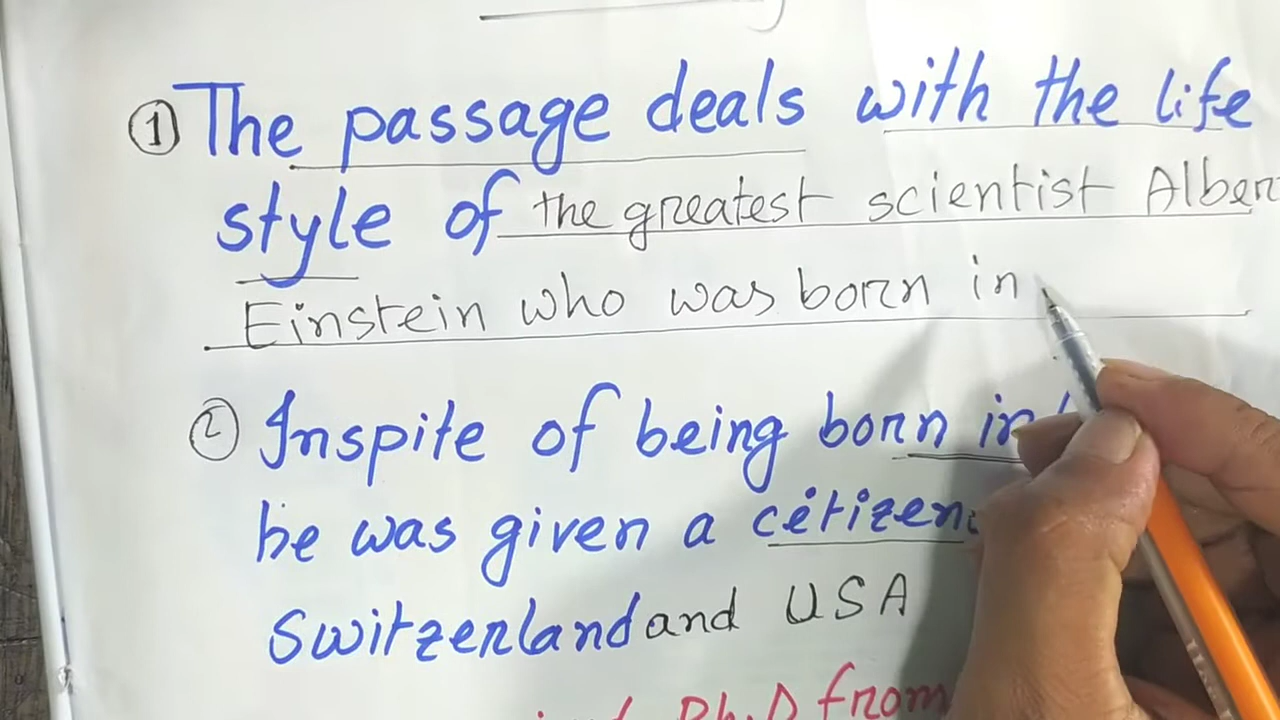 ① The passage deals with the life
style of the greatest scientist Alber
Einstein who was born in
② Inspite of being born in
he was given a citizen
Switzerland and USA
Ph.D from